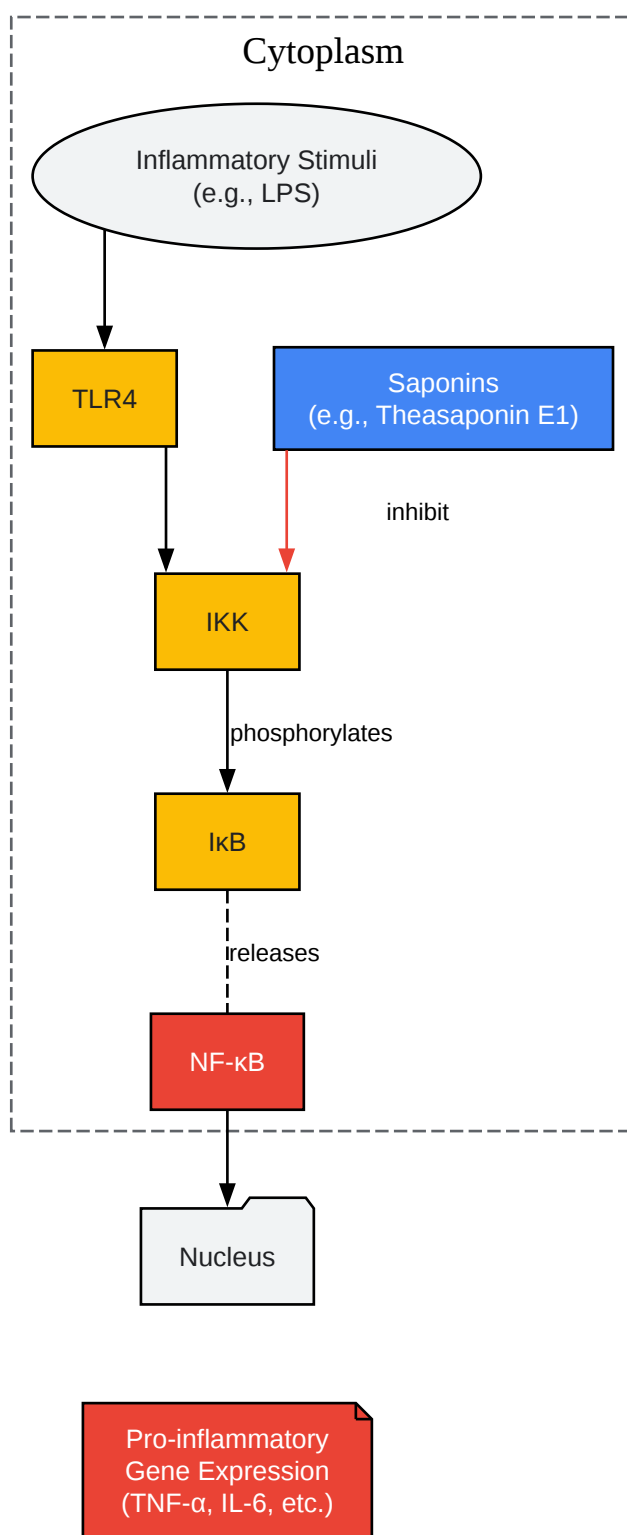 Cytoplasm
Inflammatory Stimuli
(e.g., LPS)
TLR4
Saponins
(e.g., Theasaponin E1)
inhibit
IKK
phosphorylates
IκB
releases
NF-κB
Nucleus
Pro-inflammatory
Gene Expression
(TNF-α, IL-6, etc.)